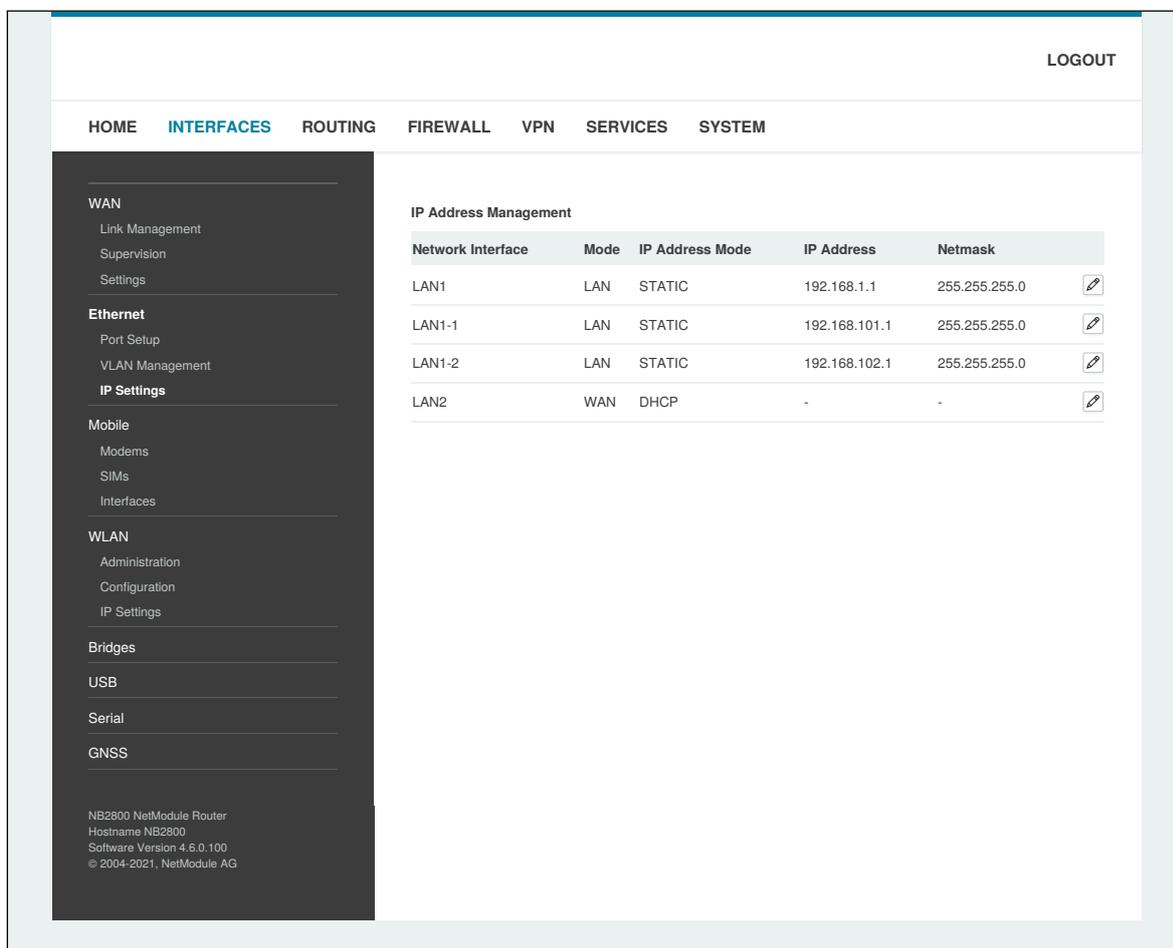 LOGOUT
HOME INTERFACES ROUTING FIREWALL VPN SERVICES SYSTEM
WAN
Link Management
Supervision
Settings
Ethernet
Port Setup
VLAN Management
IP Settings
Mobile
Modems
SIMs
Interfaces
WLAN
Administration
Configuration
IP Settings
Bridges
USB
Serial
GNSS
NB2800 NetModule Router
Hostname NB2800
Software Version 4.6.0.100
© 2004-2021, NetModule AG
IP Address Management
Network Interface Mode IP Address Mode IP Address Netmask
LAN1 LAN STATIC 192.168.1.1 255.255.255.0
LAN1-1 LAN STATIC 192.168.101.1 255.255.255.0
LAN1-2 LAN STATIC 192.168.102.1 255.255.255.0
LAN2 WAN DHCP - -